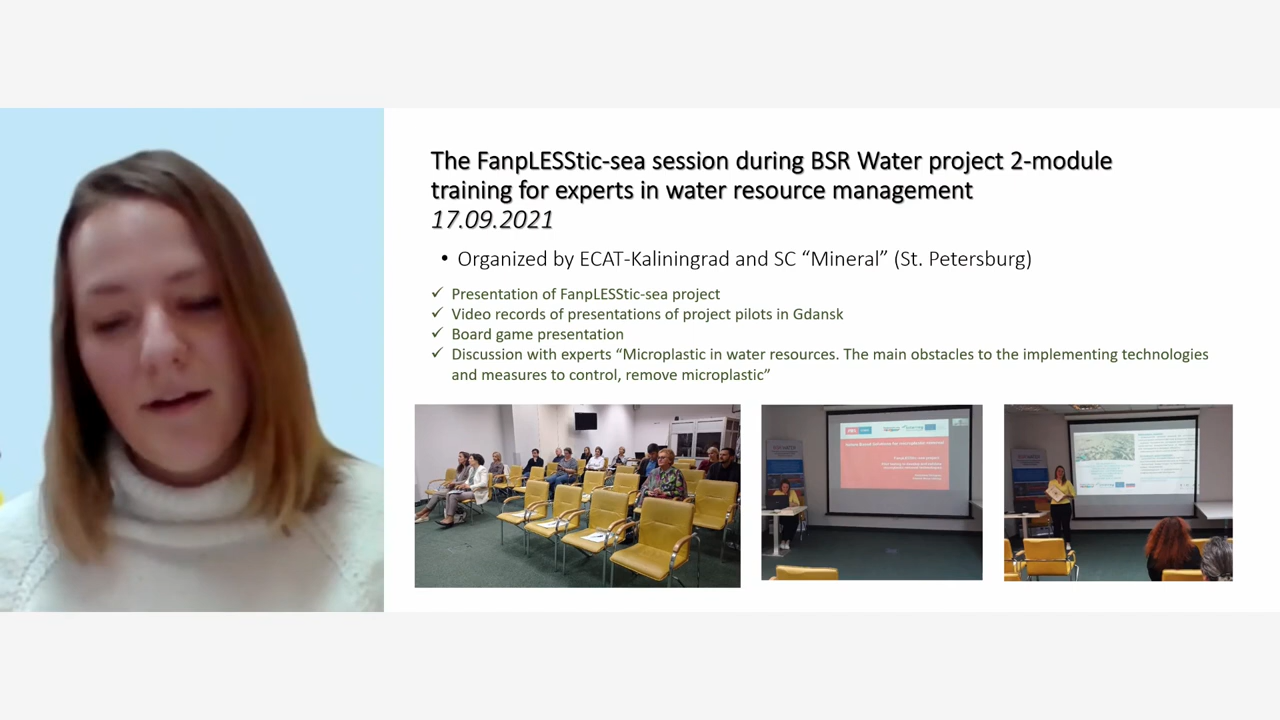 The FanpLESStic-sea session during BSR Water project 2-module
training for experts in water resource management
17.09.2021
• Organized by ECAT-Kaliningrad and SC “Mineral” (St. Petersburg)
✓ Presentation of FanpLESStic-sea project
✓ Video records of presentations of project pilots in Gdansk
✓ Board game presentation
✓ Discussion with experts “Microplastic in water resources. The main obstacles to the implementing technologies
and measures to control, remove microplastic”